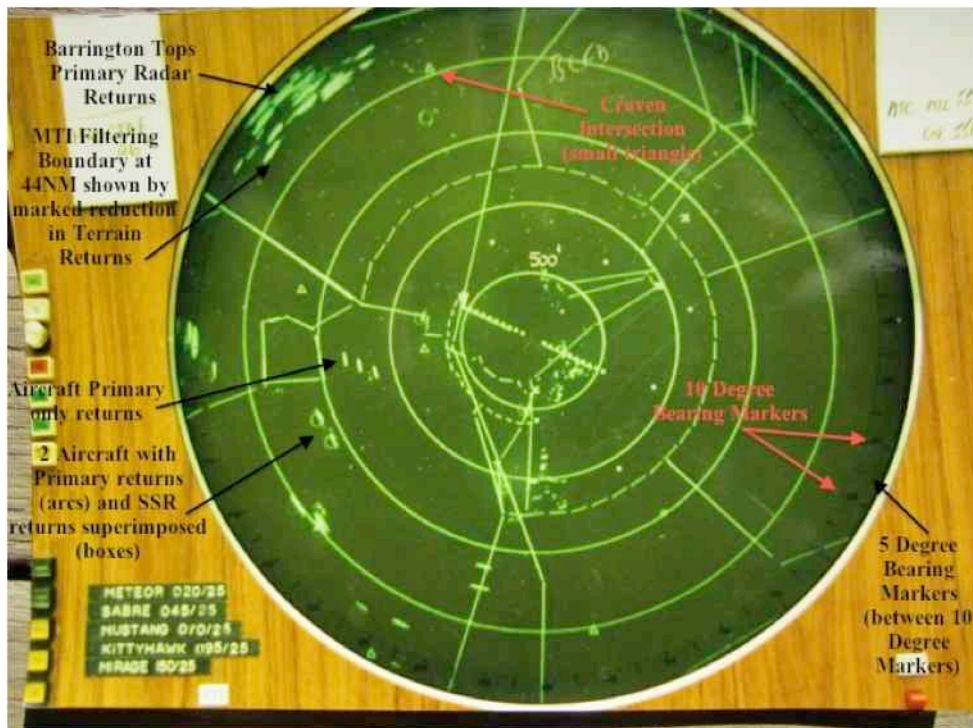 Barrington Tops
Primary Radar
Returns
MTI Filtering
Boundary at
44NM shown by
marked reduction
in Terrain
Returns
Craven
Intersection
(small triangle)
500'
Aircraft Primary
only returns
10 Degree
Bearing Markers
2 Aircraft with
Primary returns
(arcs) and SSR
returns superimposed
(boxes)
5 Degree
Bearing
Markers
(between 10
Degree
Markers)
METEOR 020/25
SABRE 045/25
MUSTANG 070/25
KITTYHAWK 095/25
MIRAGE 150/25